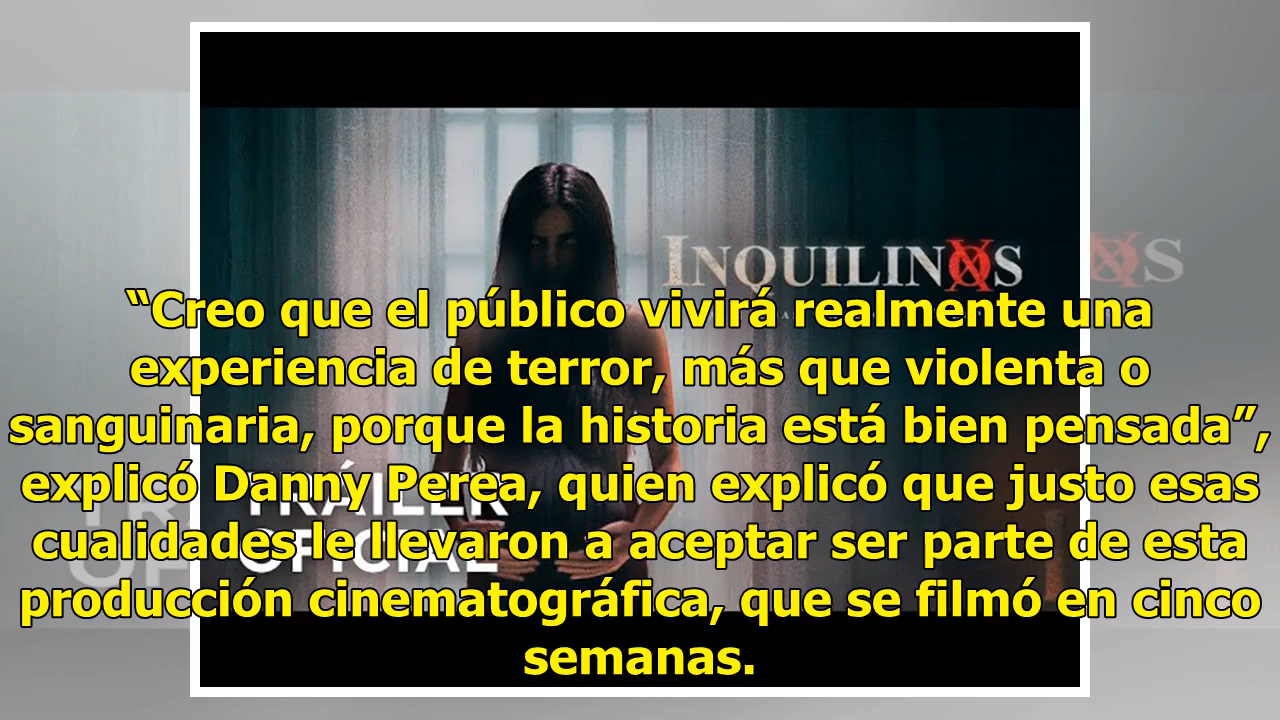 INQUILINOS
“Creo que el público vivirá realmente una
experiencia de terror, más que violenta o
sanguinaria, porque la historia está bien pensada”,
explicó Danny Perea, quien explicó que justo esas
cualidades le llevaron a aceptar ser parte de esta
producción cinematográfica, que se filmó en cinco
semanas.
TRÁILER
OFICIAL